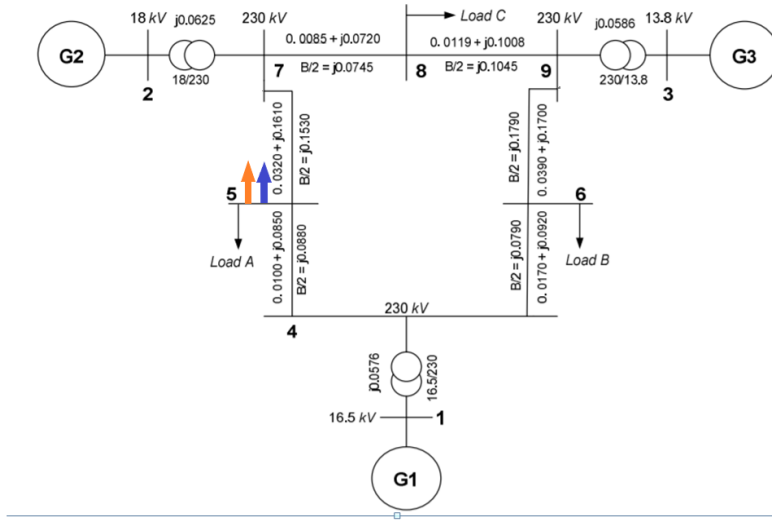 18 kV
j0.0625
230 kV
Load C
230 kV
j0.0586
13.8 kV
0. 0085 + j0.0720
0. 0119 + j0.1008
G2
G3
B/2 = j0.0745
B/2 = j0.1045
2
18/230
7
8
9
230/13.8
3
0. 0320 + j0.1610
B/2 = j0.1530
B/2 = j0.1790
0. 0390 + j0.1700
5
6
Load A
0. 0100 + j0.0850
B/2 = j0.0880
B/2 = j0.0790
0. 0170 + j0.0920
Load B
230 kV
4
j0.0576
16.5/230
16.5 kV
1
G1